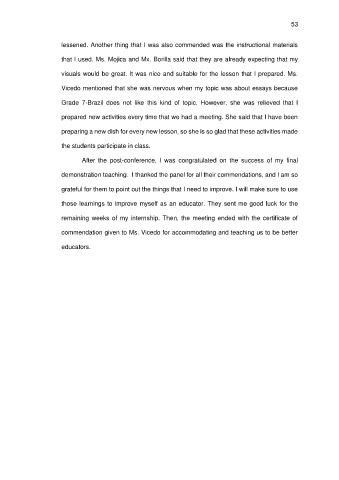 53
lessened. Another thing that I was also commended was the instructional materials
that I used. Ms. Mojica and Mx. Borilla said that they are already expecting that my
visuals would be great. It was nice and suitable for the lesson that I prepared. Ms.
Vicedo mentioned that she was nervous when my topic was about essays because
Grade 7-Brazil does not like this kind of topic. However, she was relieved that I
prepared new activities every time that we had a meeting. She said that I have been
preparing a new dish for every new lesson, so she is so glad that these activities made
the students participate in class.
After the post-conference, I was congratulated on the success of my final
demonstration teaching. I thanked the panel for all their commendations, and I am so
grateful for them to point out the things that I need to improve. I will make sure to use
those learnings to improve myself as an educator. They sent me good luck for the
remaining weeks of my internship. Then, the meeting ended with the certificate of
commendation given to Ms. Vicedo for accommodating and teaching us to be better
educators.